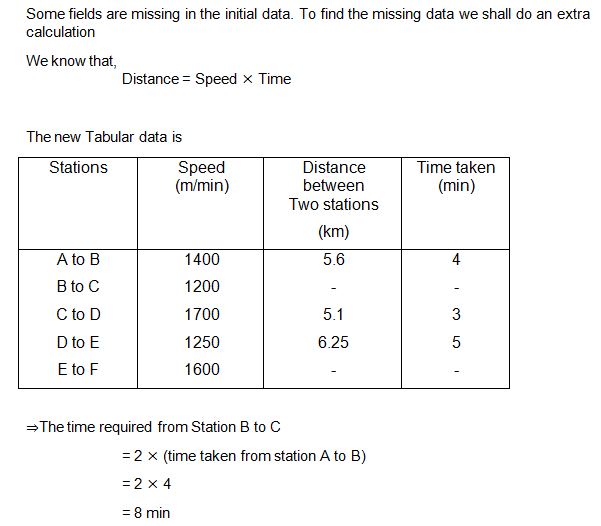 Some fields are missing in the initial data. To find the missing data we shall do an extra
calculation
We know that,
Distance = Speed × Time
The new Tabular data is
Stations Speed Distance Time taken
(m/min) between (min)
Two stations
(km)
A to B 1400 5.6 4
B to C 1200 - -
C to D 1700 5.1 3
D to E 1250 6.25 5
E to F 1600 - -
⇒The time required from Station B to C
= 2 × (time taken from station A to B)
= 2 × 4
= 8 min